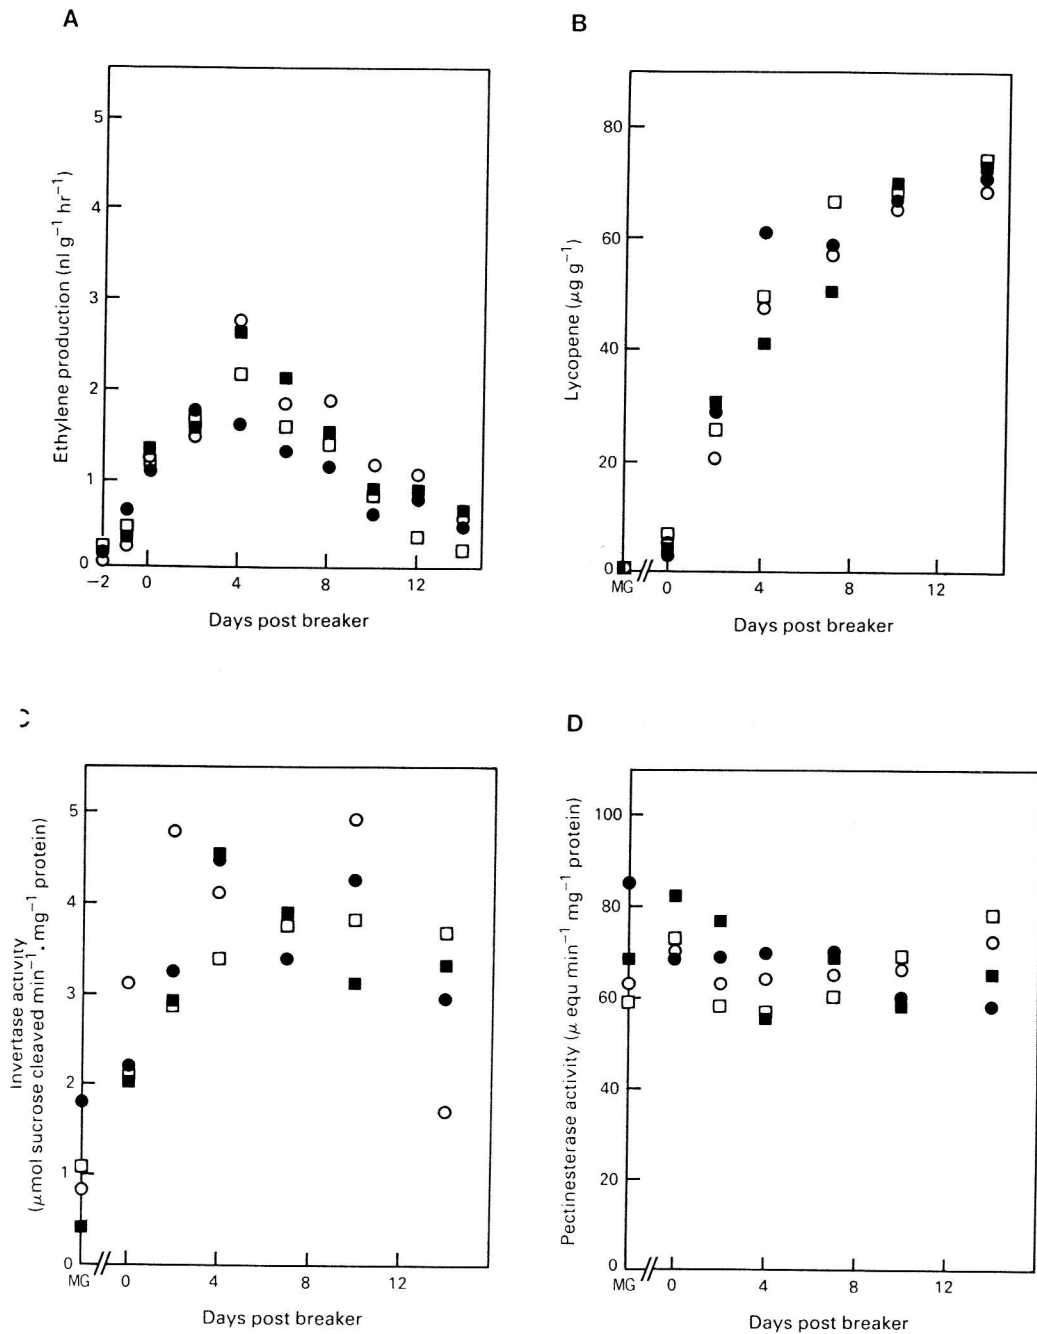 A
5
4
3
2
1
0
Ethylene production (nl g⁻¹ hr⁻¹)
−2
0
4
8
12
Days post breaker
B
80
60
40
20
0
Lycopene (µg g⁻¹)
MG
0
4
8
12
Days post breaker
5
4
3
2
1
0
Invertase activity
(µmol sucrose cleaved min⁻¹. mg⁻¹ protein)
MG
0
4
8
12
Days post breaker
D
100
80
60
40
20
0
Pectinesterase activity (µ equ min⁻¹ mg⁻¹ protein)
MG
0
4
8
12
Days post breaker